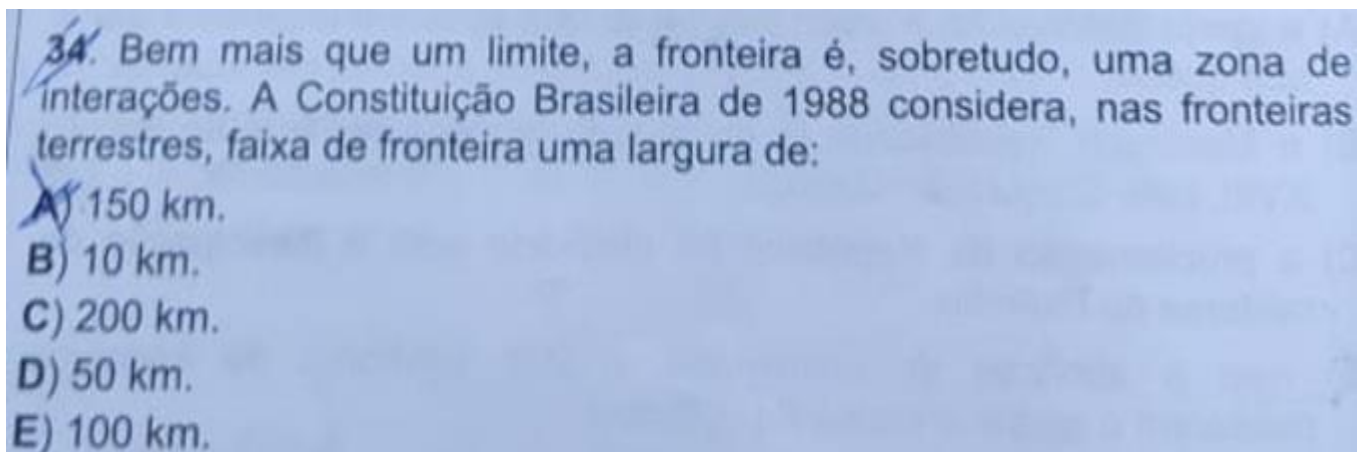 34. Bem mais que um limite, a fronteira é, sobretudo, uma zona de
interações. A Constituição Brasileira de 1988 considera, nas fronteiras
terrestres, faixa de fronteira uma largura de:
A) 150 km.
B) 10 km.
C) 200 km.
D) 50 km.
E) 100 km.